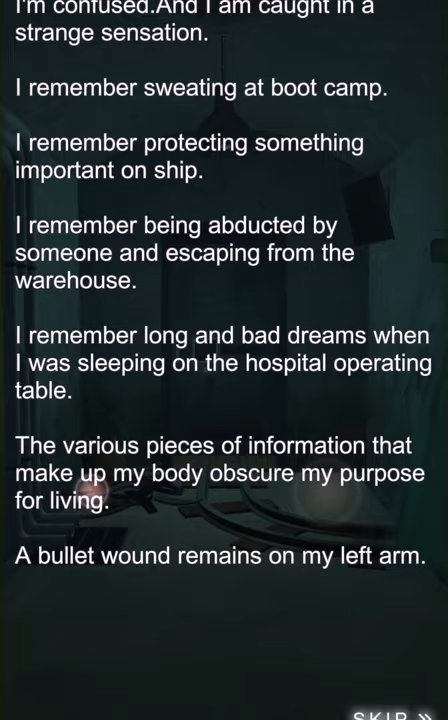 I'm confused.And I am caught in a
strange sensation.
I remember sweating at boot camp.
I remember protecting something
important on ship.
I remember being abducted by
someone and escaping from the
warehouse.
I remember long and bad dreams when
I was sleeping on the hospital operating
table.
The various pieces of information that
make up my body obscure my purpose
for living.
A bullet wound remains on my left arm.
SKIP »